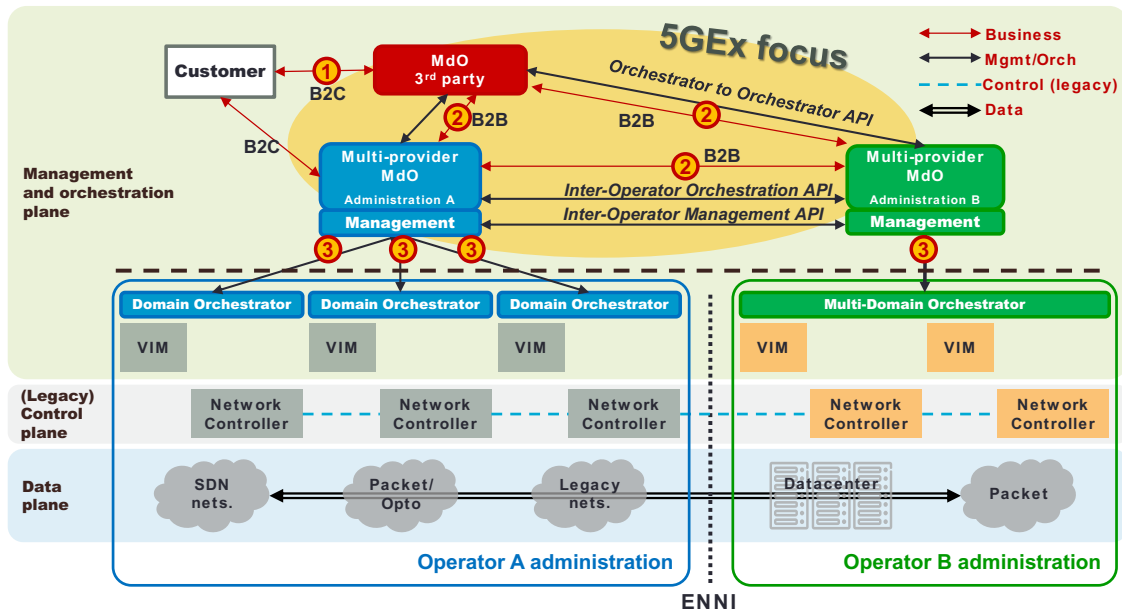 5GEx focus
Business
Mgmt/Orch
Control (legacy)
Data
Customer
1
B2C
MdO
3rd party
Orchestrator to Orchestrator API
2
B2B
2
B2B
B2C
2
B2B
Management
and orchestration
plane
Multi-provider
MdO
Administration A
Management
Inter-Operator Orchestration API
Inter-Operator Management API
Multi-provider
MdO
Administration B
Management
3
3
3
3
Domain Orchestrator
Domain Orchestrator
Domain Orchestrator
Multi-Domain Orchestrator
VIM
VIM
VIM
VIM
VIM
(Legacy)
Control
plane
Network
Controller
Network
Controller
Network
Controller
Network
Controller
Network
Controller
Data
plane
SDN
nets.
Packet/
Opto
Legacy
nets.
Datacenter
Packet
Operator A administration
Operator B administration
ENNI